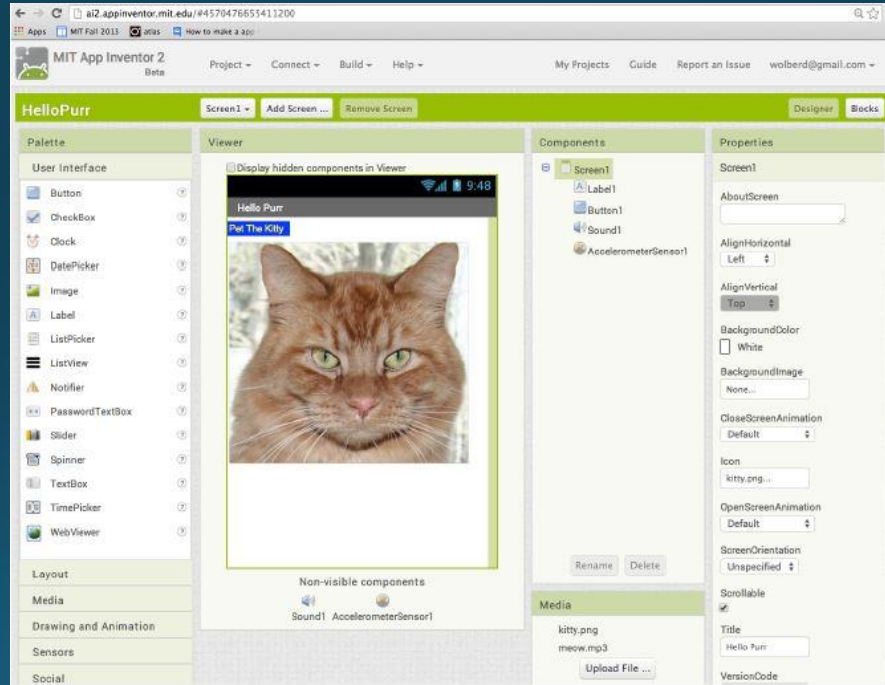 ai2.appinventor.mit.edu/#4570476653411200
Apps MIT Fall 2013 atlas How to make a app
MIT App Inventor 2
Beta
Project Connect Build Help
My Projects Guide Report an Issue wolberd@gmail.com
HelloPurr
Screen1 Add Screen ... Remove Screen
Designer Blocks
Palette
User Interface
Button
CheckBox
Clock
DatePicker
Image
Label
ListPicker
ListView
Notifier
PasswordTextBox
Slider
Spinner
TextBox
TimePicker
WebViewer
Layout
Media
Drawing and Animation
Sensors
Social
Viewer
Display hidden components in Viewer
9:48
Hello Purr
Pet The Kitty
Non-visible components
Sound1 AccelerometerSensor1
Components
Screen1
Label1
Button1
Sound1
AccelerometerSensor1
Rename Delete
Media
kitty.png
meow.mp3
Upload File ...
Properties
Screen1
AboutScreen
AlignHorizontal
Left
AlignVertical
Top
BackgroundColor
White
BackgroundImage
None...
CloseScreenAnimation
Default
Icon
kitty.png...
OpenScreenAnimation
Default
ScreenOrientation
Unspecified
Scrollable
Title
Hello Purr
VersionCode